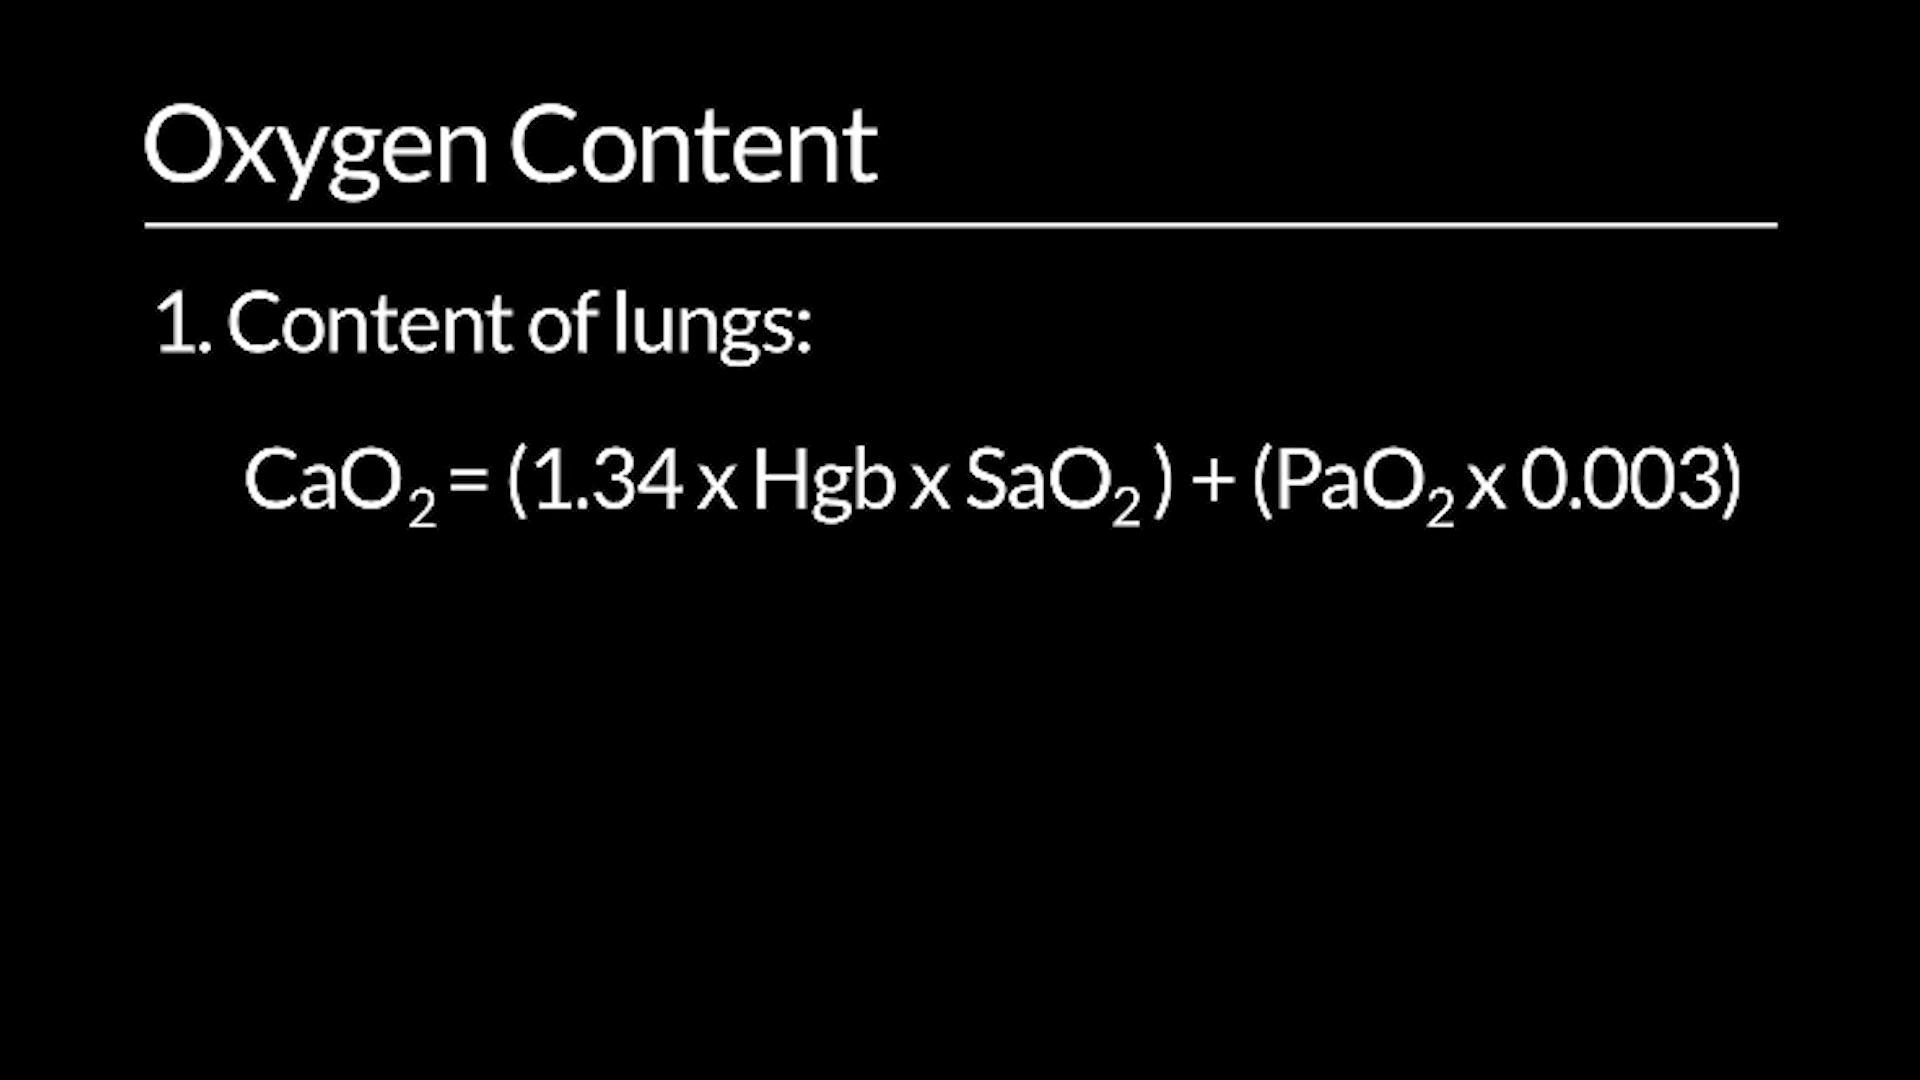 Oxygen Content
1. Content of lungs:
CaO₂ = (1.34 x Hgb x SaO₂) + (PaO₂ x 0.003)